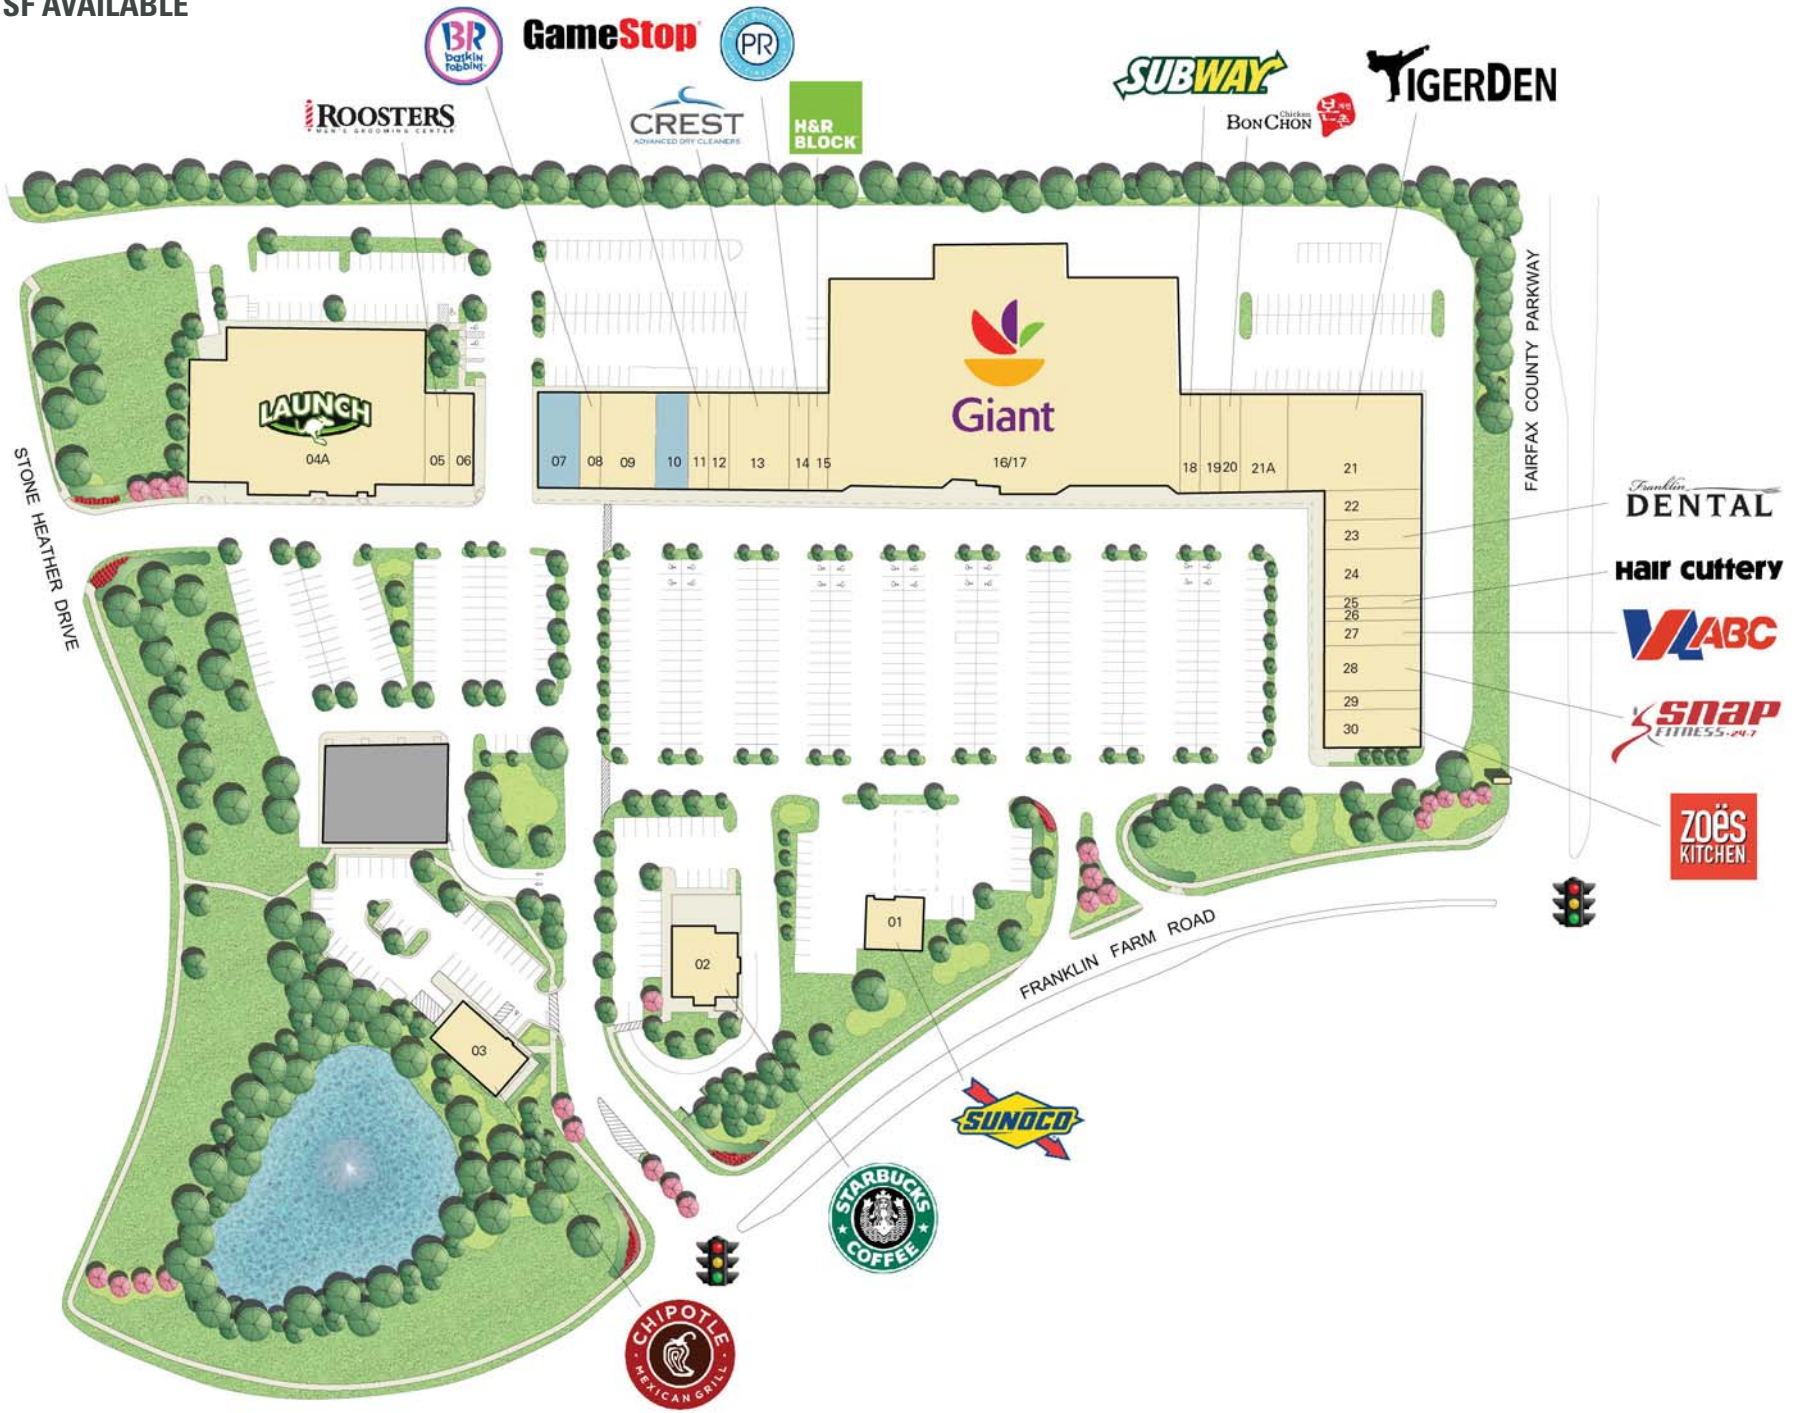 SF AVAILABLE
BR
baskin
robbins
GameStop
PR
SUBWAY
TIGERDEN
BONCHON
Chicken
본촌
ROOSTERS
MEN'S GROOMING CENTER
CREST
ADVANCED DRY CLEANERS
H&R
BLOCK
FAIRFAX COUNTY PARKWAY
LAUNCH
04A
05
06
Giant
07
08
09
10
11
12
13
14
15
16/17
18
19
20
21A
21
22
23
24
25
26
27
28
29
30
STONE HEATHER DRIVE
Franklin
DENTAL
Hair Cuttery
VA ABC
SNAP
FITNESS-24-7
ZOËS
KITCHEN
01
02
03
FRANKLIN FARM ROAD
SUNOCO
STARBUCKS
COFFEE
CHIPOTLE
MEXICAN GRILL